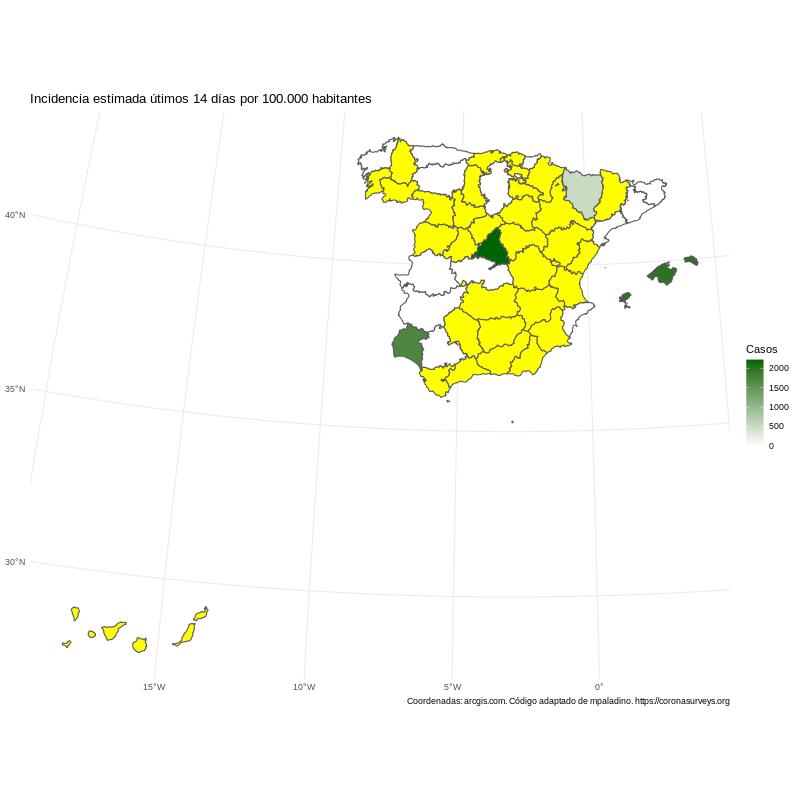 Incidencia estimada útimos 14 días por 100.000 habitantes
40°N
35°N
30°N
15°W
10°W
5°W
0°
Casos
2000
1500
1000
500
0
Coordenadas: arcgis.com. Código adaptado de mpaladino. https://coronasurveys.org